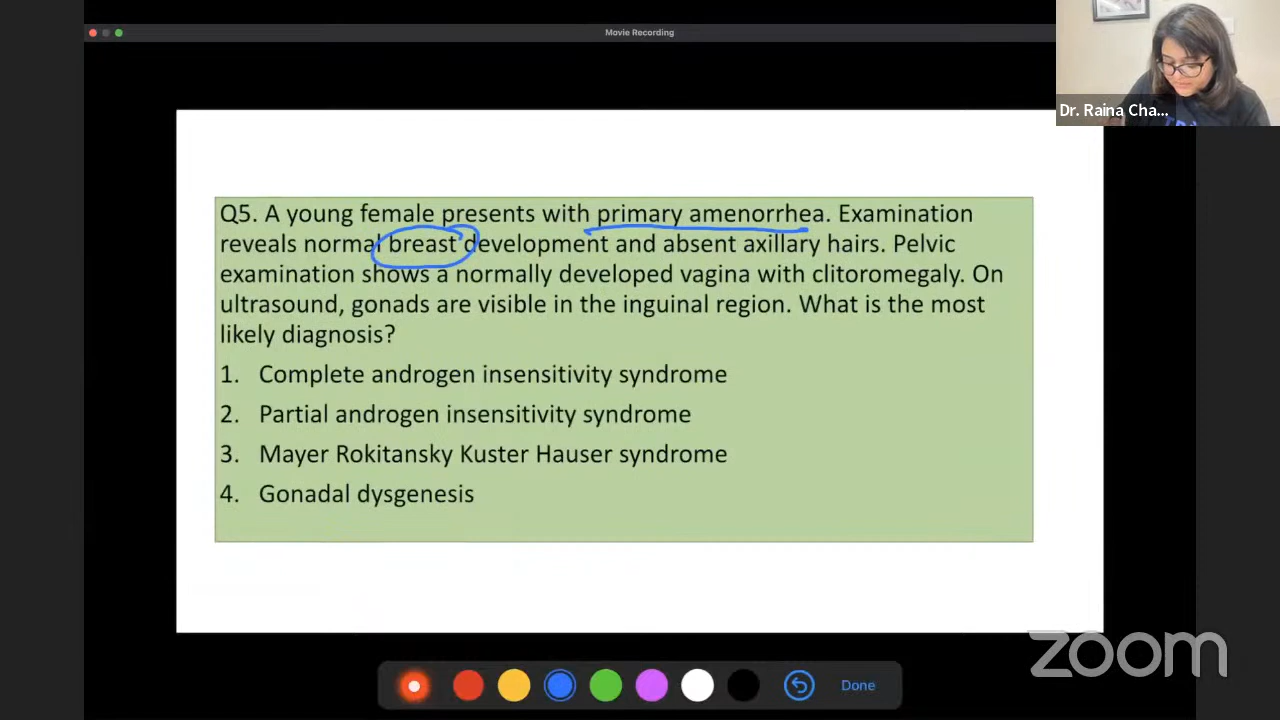 Movie Recording
Dr. Raina Cha...
Q5. A young female presents with primary amenorrhea. Examination
reveals normal breast development and absent axillary hairs. Pelvic
examination shows a normally developed vagina with clitoromegaly. On
ultrasound, gonads are visible in the inguinal region. What is the most
likely diagnosis?
1. Complete androgen insensitivity syndrome
2. Partial androgen insensitivity syndrome
3. Mayer Rokitansky Kuster Hauser syndrome
4. Gonadal dysgenesis
zoom
Done